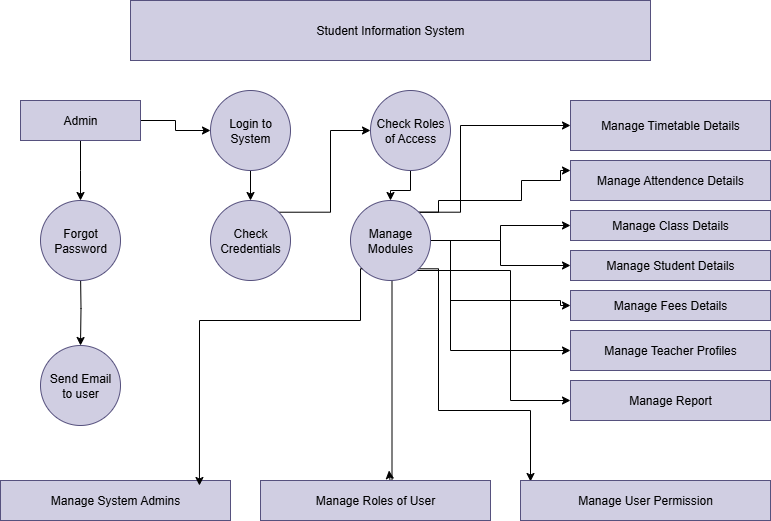 Student Information System
Admin
Login to
System
Check Roles
of Access
Manage Timetable Details
Manage Attendence Details
Forgot
Password
Check
Credentials
Manage
Modules
Manage Class Details
Manage Student Details
Manage Fees Details
Manage Teacher Profiles
Send Email
to user
Manage Report
Manage System Admins
Manage Roles of User
Manage User Permission